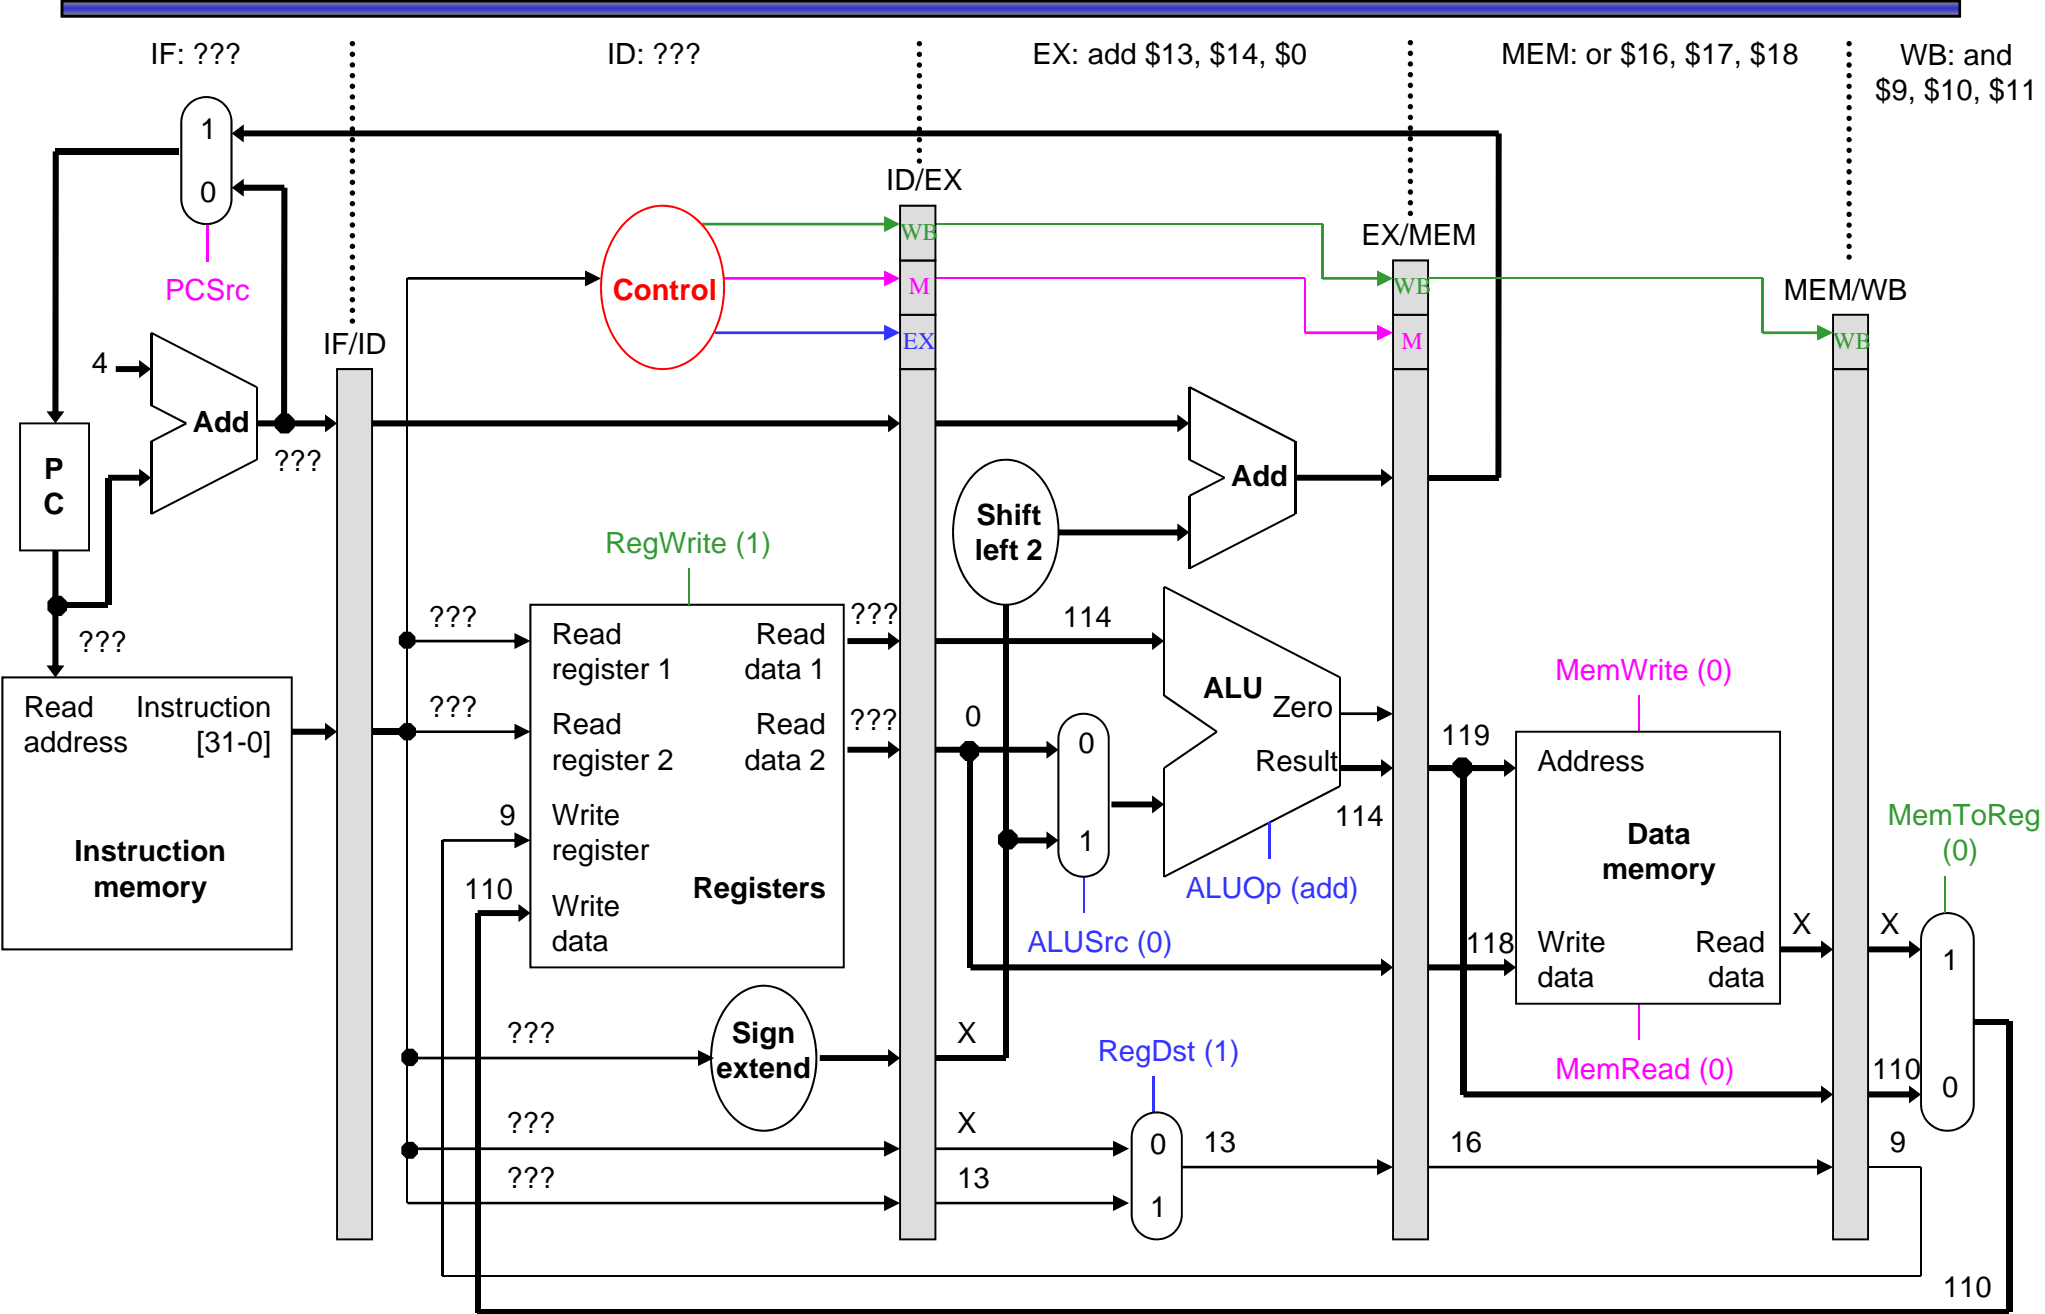 IF: ???
ID: ???
EX: add $13, $14, $0
MEM: or $16, $17, $18
WB: and
$9, $10, $11
1
0
PCSrc
ID/EX
WB
M
EX
Control
EX/MEM
WB
M
MEM/WB
WB
IF/ID
4
Add
???
P
C
Add
Shift
left 2
RegWrite (1)
???
???
???
Read
register 1
Read
data 1
???
Read
register 2
Read
data 2
???
9
Write
register
110
Write
data
Registers
Read
address
Instruction
[31-0]
Instruction
memory
114
0
0
1
ALU
Zero
Result
114
ALUOp (add)
ALUSrc (0)
MemWrite (0)
119
Address
Data
memory
118
Write
data
Read
data
X
X
MemToReg
(0)
1
0
110
MemRead (0)
???
Sign
extend
X
RegDst (1)
???
X
0
1
13
16
9
???
13
110